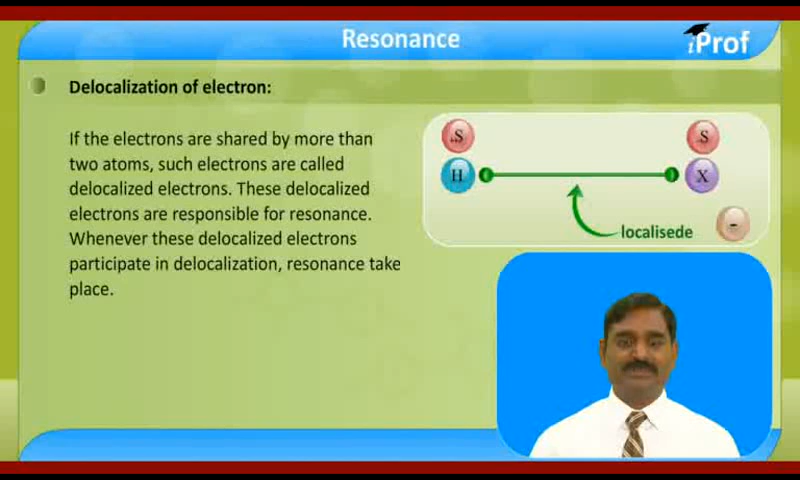 Resonance
iProf
Delocalization of electron:
If the electrons are shared by more than
two atoms, such electrons are called
delocalized electrons. These delocalized
electrons are responsible for resonance.
Whenever these delocalized electrons
participate in delocalization, resonance take
place.
S
S
H
X
localisede
-